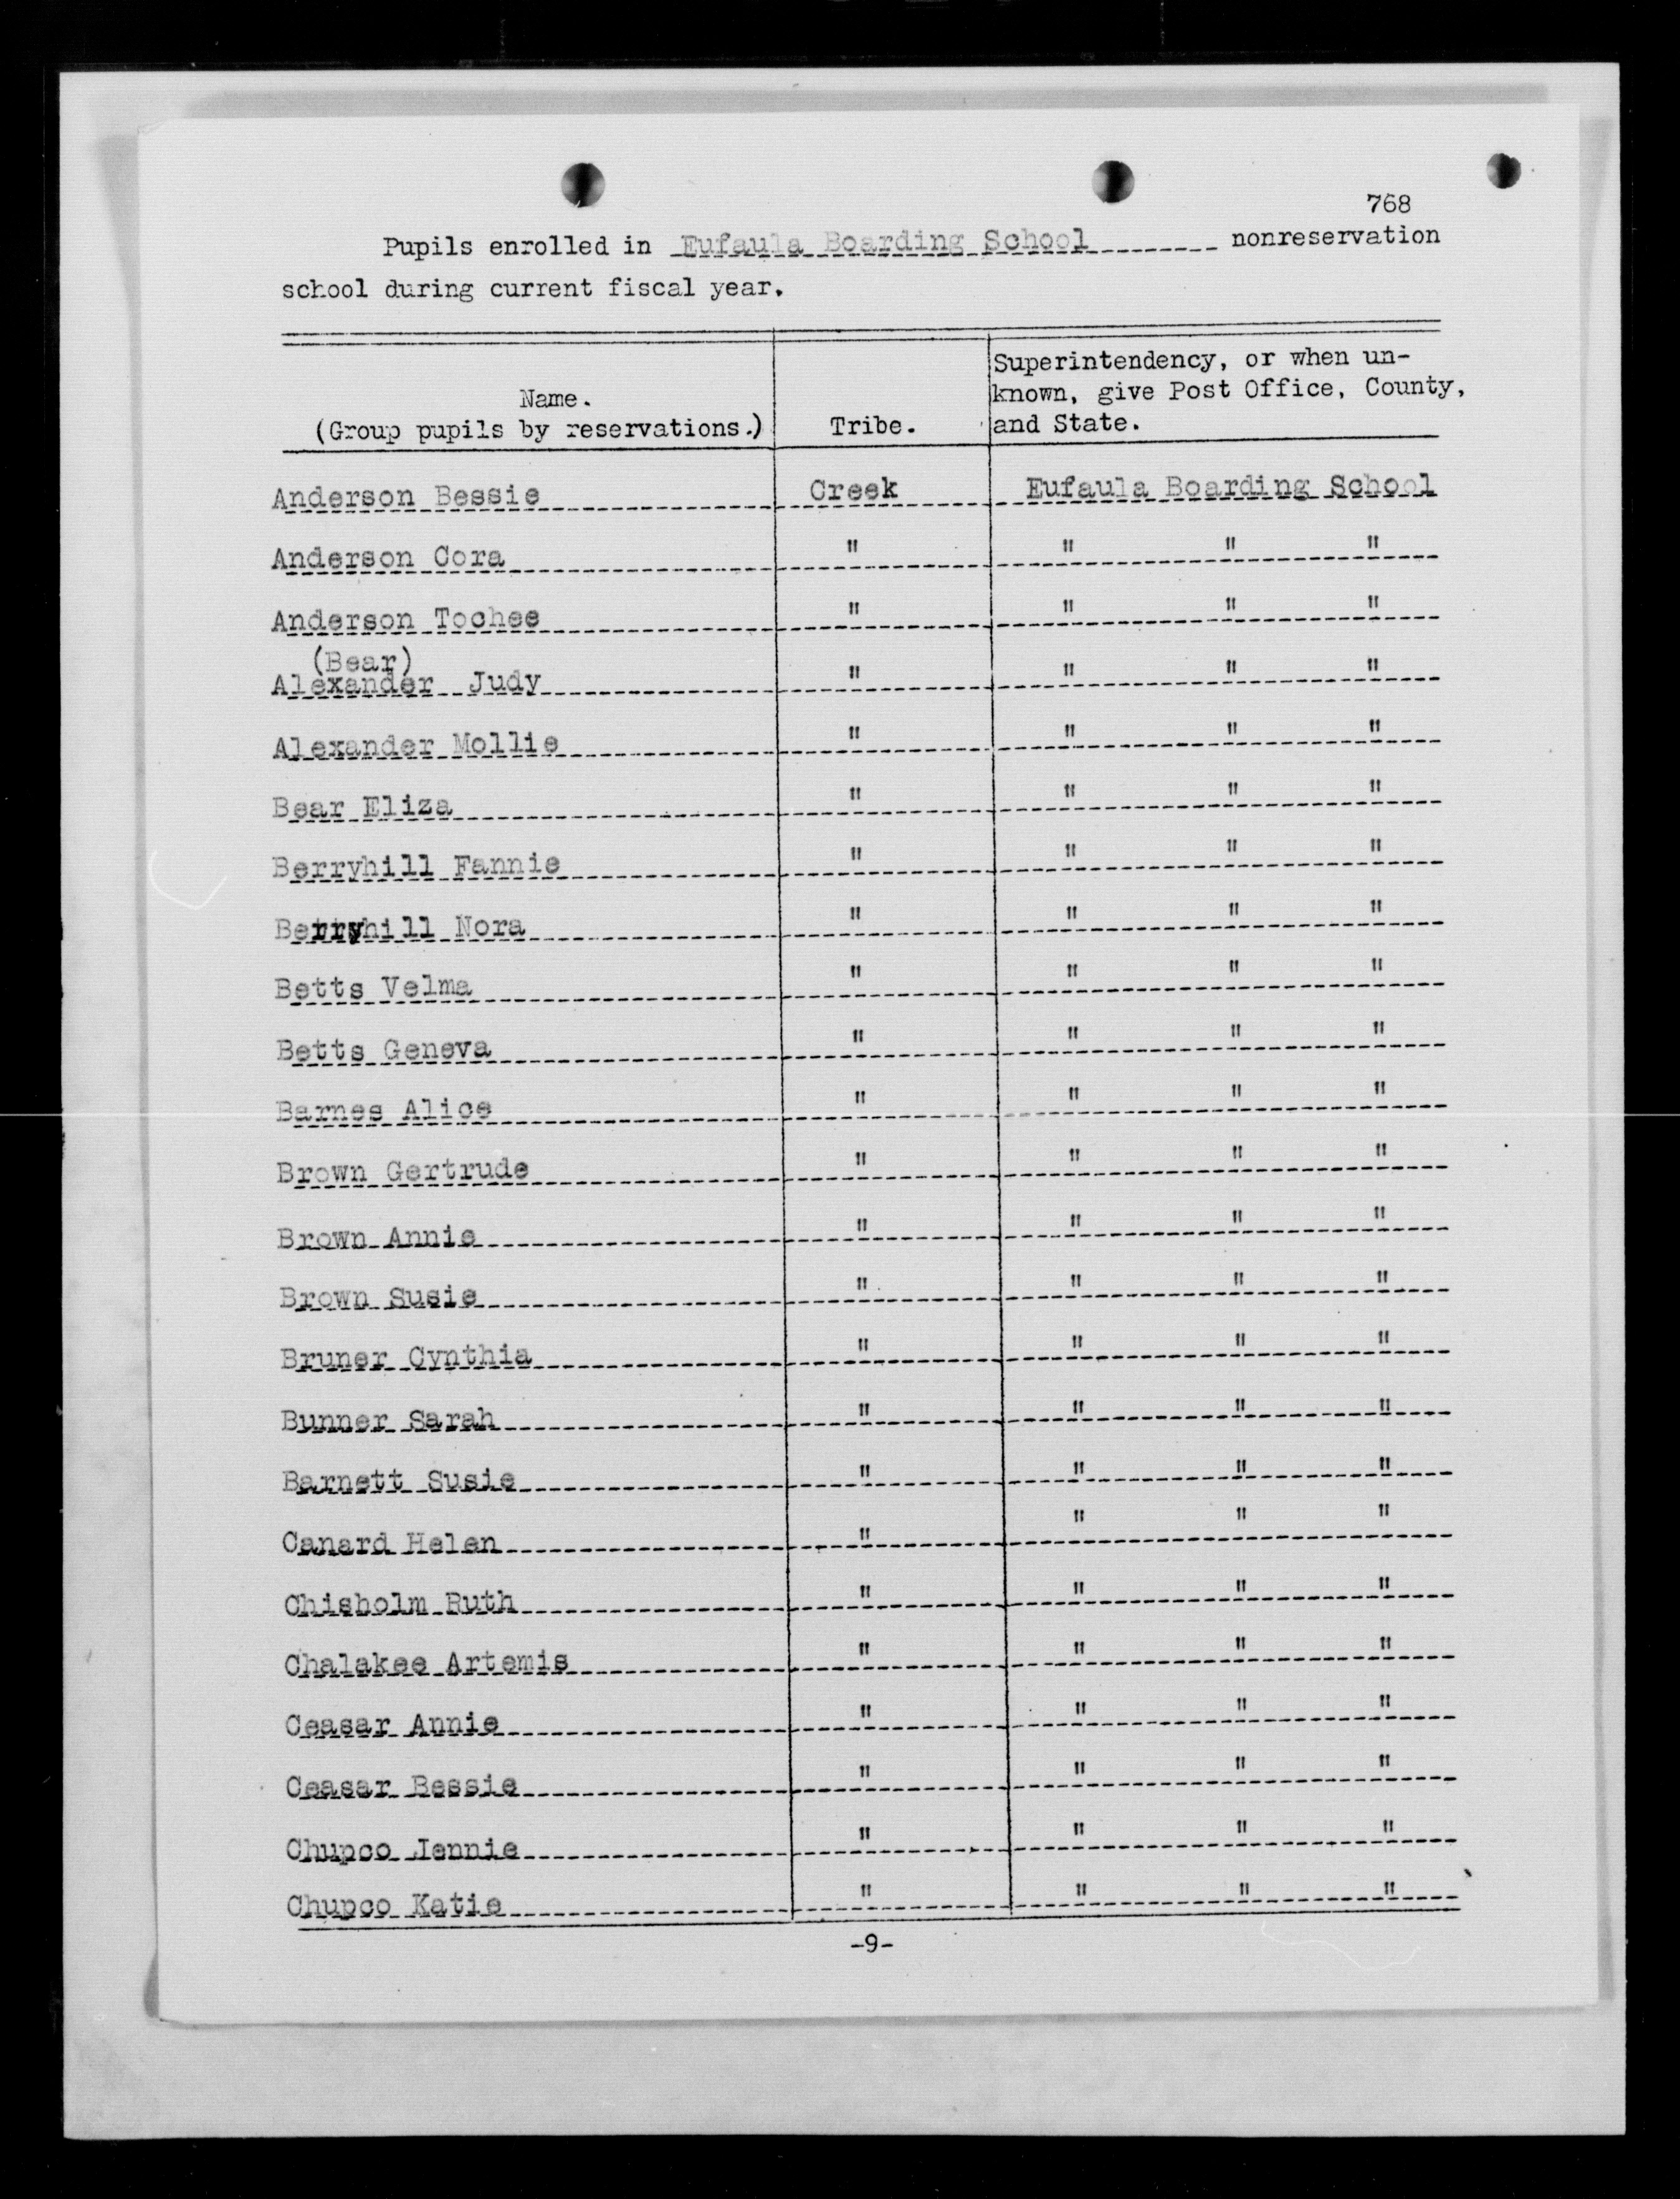 768
Pupils enrolled in Eufaula Boarding School nonreservation
school during current fiscal year.
Name.
(Group pupils by reservations.)
Tribe.
Superintendency, or when un-
known, give Post Office, County,
and State.
Anderson Bessie Creek Eufaula Boarding School
Anderson Cora " " " "
Anderson Tochee " " " "
(Bear)
Alexander Judy " " " "
Alexander Mollie " " " "
Bear Eliza " " " "
Berryhill Fannie " " " "
Berryhill Nora " " " "
Betts Velma " " " "
Betts Geneva " " " "
Barnes Alice " " " "
Brown Gertrude " " " "
Brown Annie " " " "
Brown Susie " " " "
Bruner Cynthia " " " "
Bunner Sarah " " " "
Barnett Susie " " " "
Canard Helen " " " "
Chisholm Ruth " " " "
Chalakee Artemis " " " "
Ceasar Annie " " " "
Ceasar Bessie " " " "
Chupco Jennie " " " "
Chupco Katie " " " "
-9-